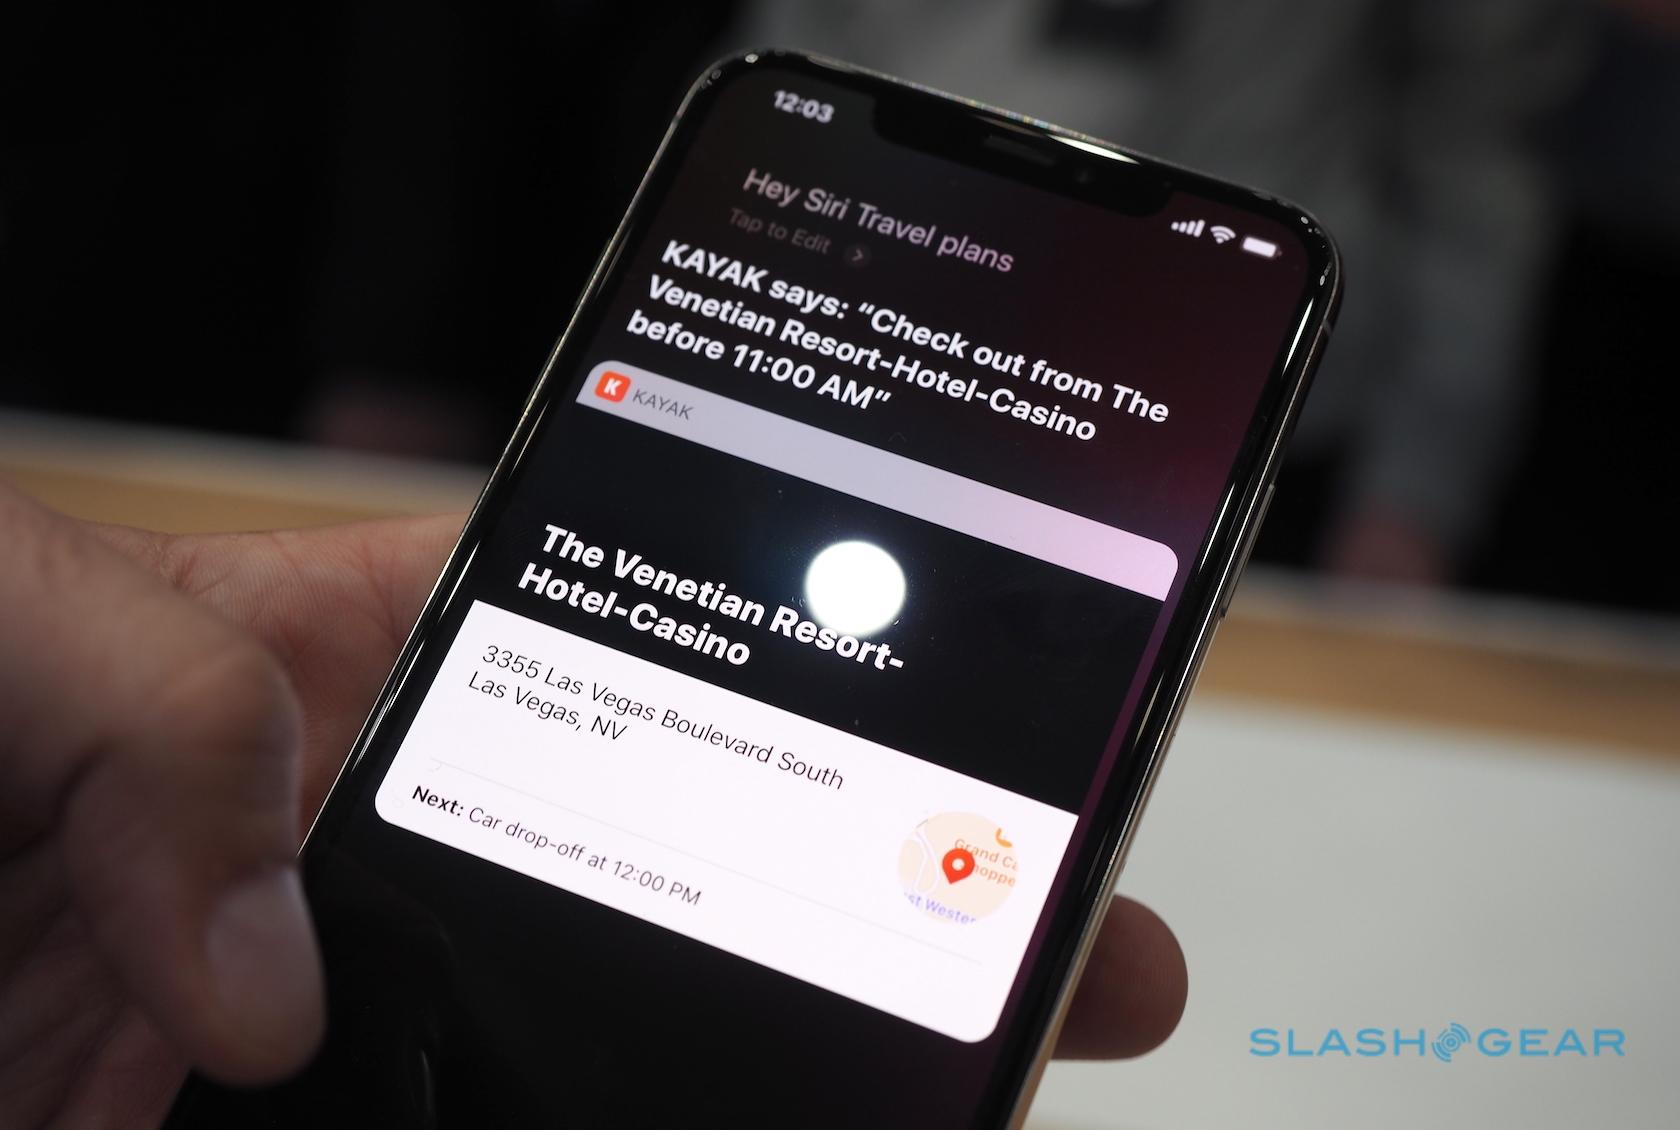 12:03
Hey Siri Travel plans
Tap to Edit
KAYAK says: “Check out from The
Venetian Resort-Hotel-Casino
before 11:00 AM”
K KAYAK
The Venetian Resort-
Hotel-Casino
3355 Las Vegas Boulevard South
Las Vegas, NV
Grand Ca
hoppe
st Wester
Next: Car drop-off at 12:00 PM
SLASHGEAR